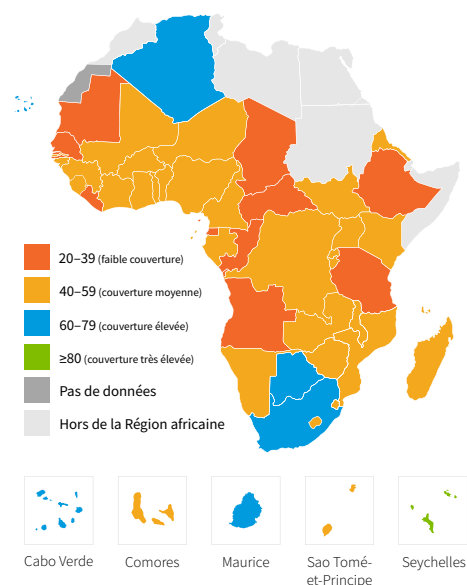 20–39 (faible couverture)
40–59 (couverture moyenne)
60–79 (couverture élevée)
≥80 (couverture très élevée)
Pas de données
Hors de la Région africaine
Cabo Verde
Comores
Maurice
Sao Tomé-
et-Principe
Seychelles